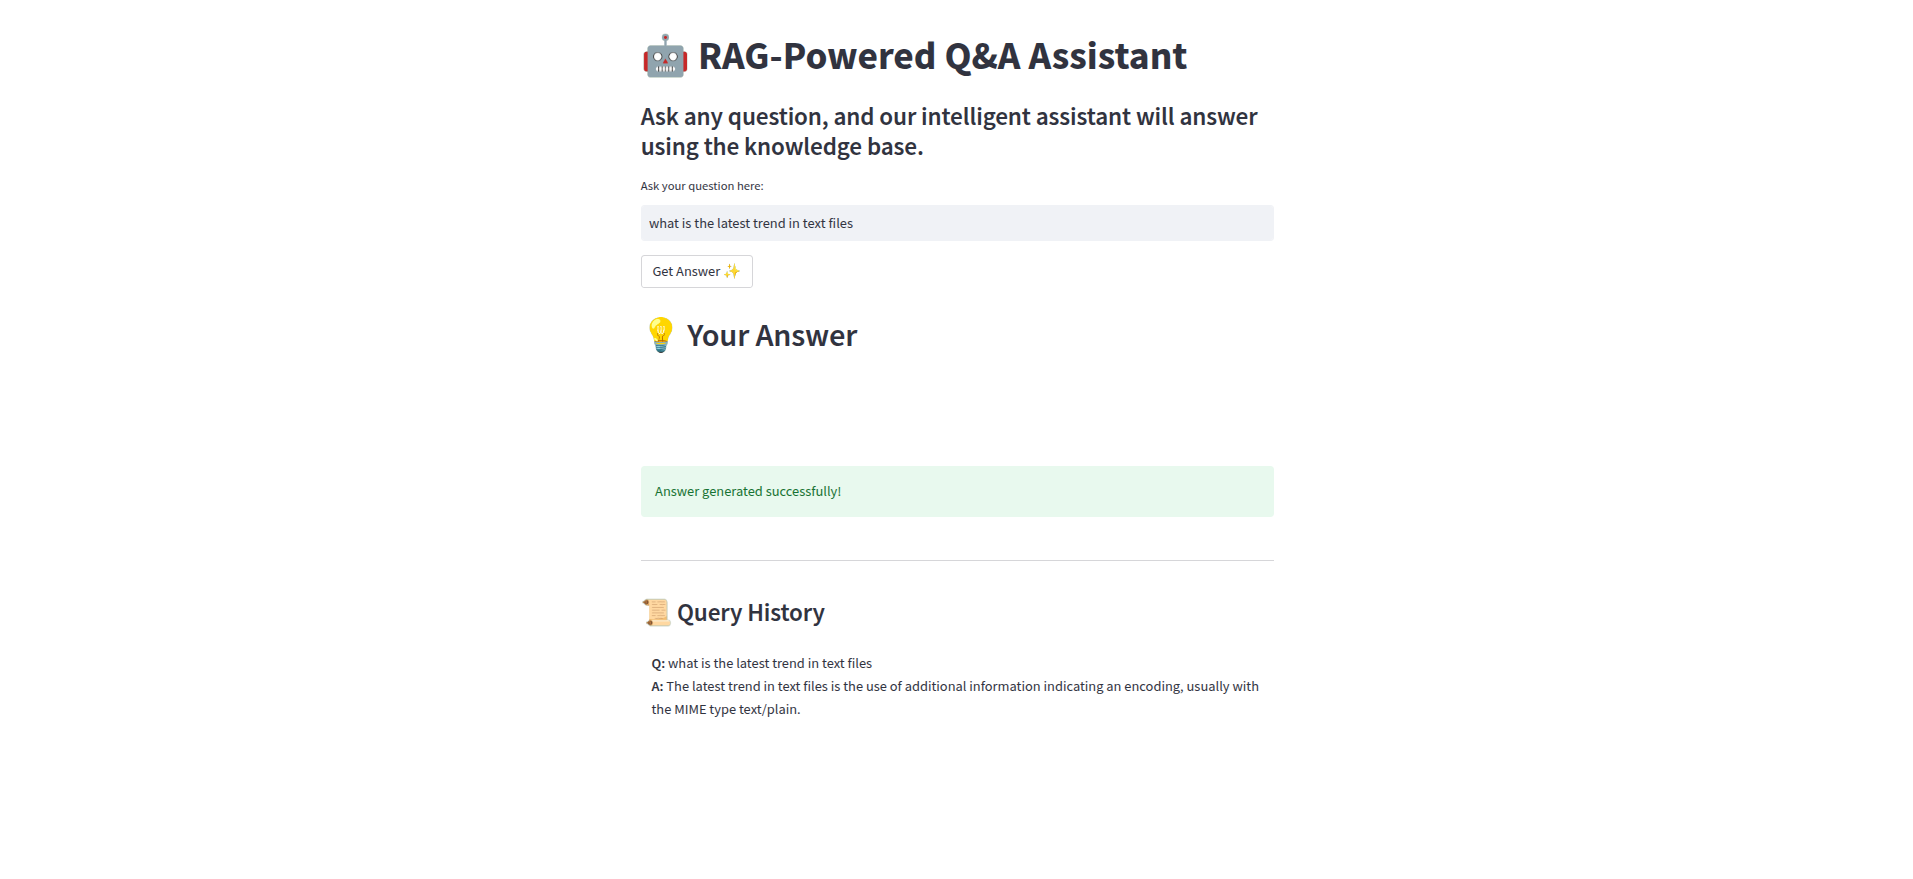 🤖 RAG-Powered Q&A Assistant
Ask any question, and our intelligent assistant will answer
using the knowledge base.
Ask your question here:
what is the latest trend in text files
Get Answer ✨
💡 Your Answer
Answer generated successfully!
📜 Query History
Q: what is the latest trend in text files
A: The latest trend in text files is the use of additional information indicating an encoding, usually with
the MIME type text/plain.